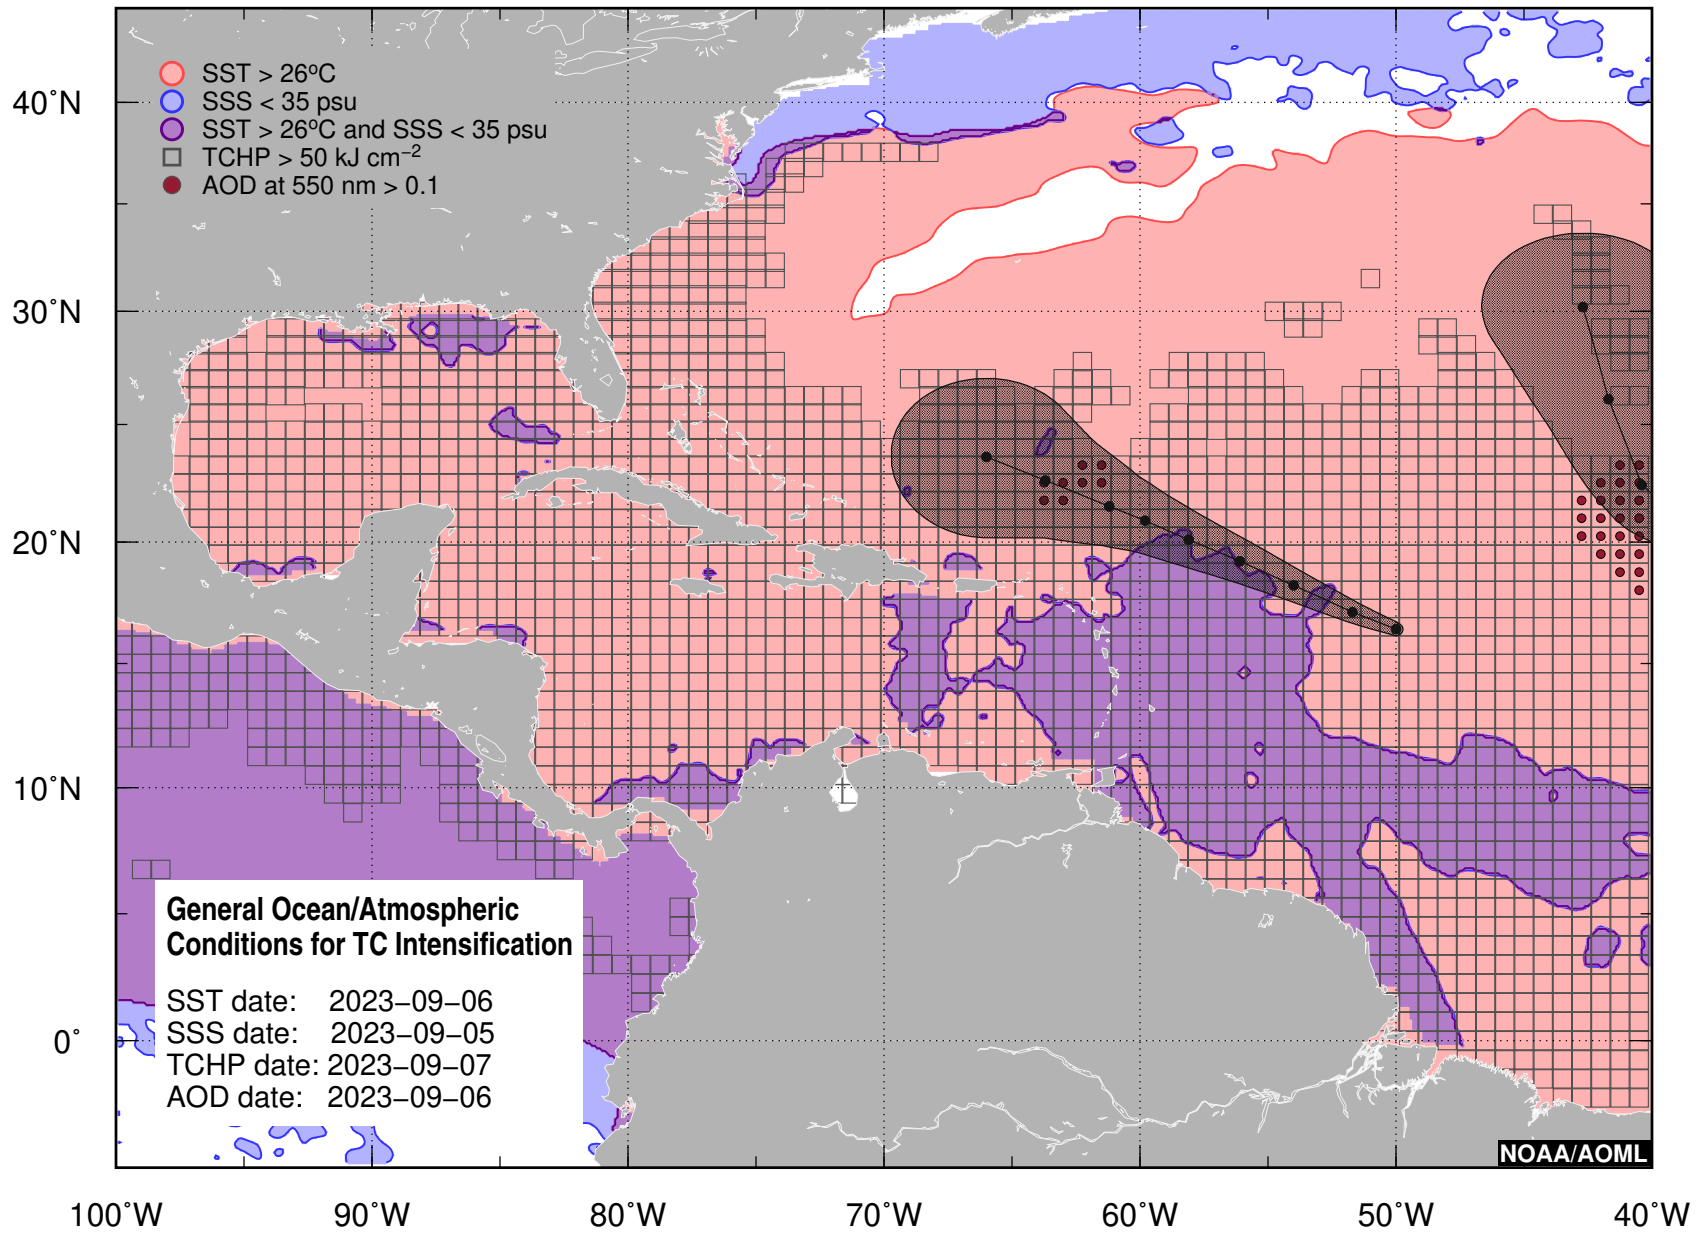 SST > 26ºC
SSS < 35 psu
SST > 26ºC and SSS < 35 psu
TCHP > 50 kJ cm⁻²
AOD at 550 nm > 0.1
40˚N
30˚N
20˚N
10˚N
0˚
General Ocean/Atmospheric
Conditions for TC Intensification
SST date: 2023−09−06
SSS date: 2023−09−05
TCHP date: 2023−09−07
AOD date: 2023−09−06
NOAA/AOML
100˚W 90˚W 80˚W 70˚W 60˚W 50˚W 40˚W